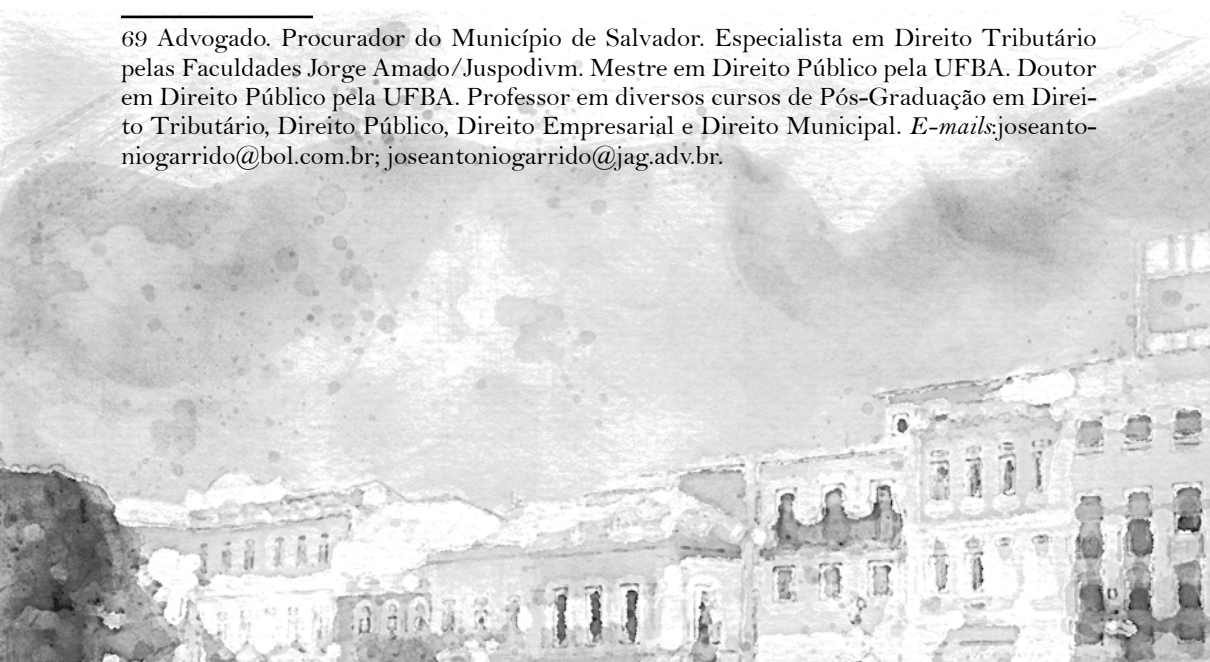 69 Advogado. Procurador do Município de Salvador. Especialista em Direito Tributário
pelas Faculdades Jorge Amado/Juspodivm. Mestre em Direito Público pela UFBA. Doutor
em Direito Público pela UFBA. Professor em diversos cursos de Pós-Graduação em Direi-
to Tributário, Direito Público, Direito Empresarial e Direito Municipal. E-mails:joseanto-
niogarrido@bol.com.br; joseantoniogarrido@jag.adv.br.